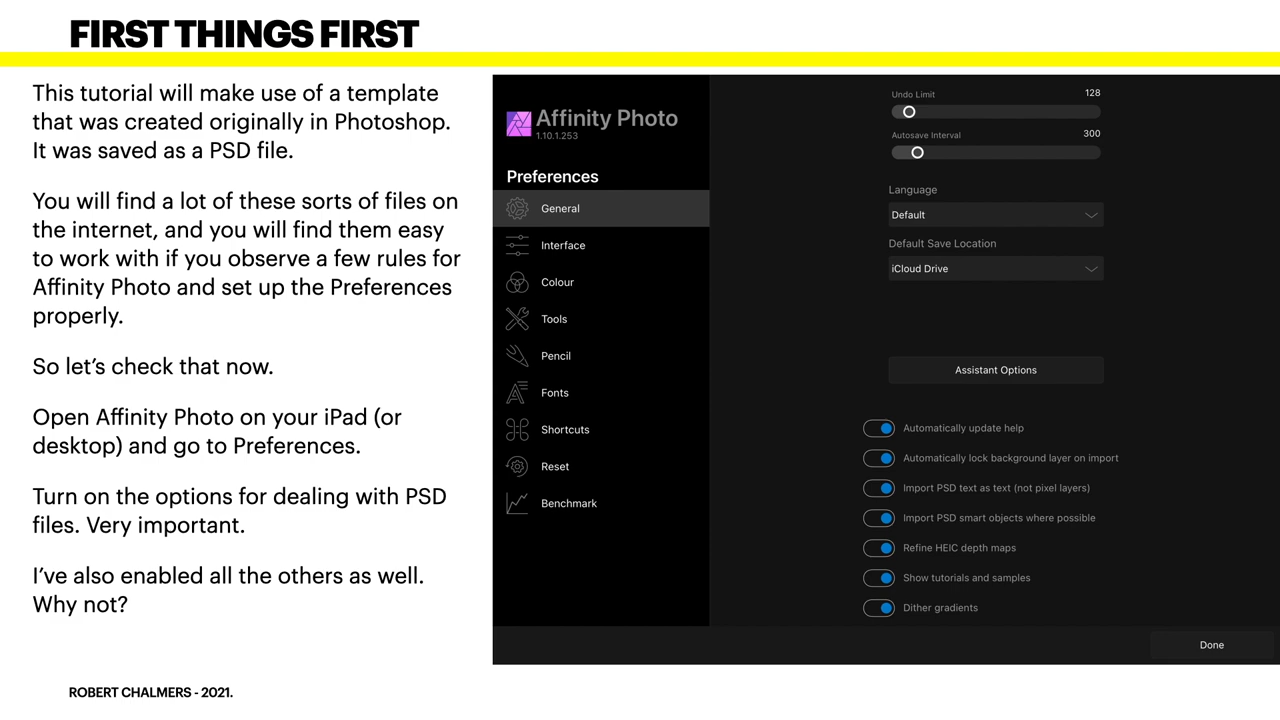 FIRST THINGS FIRST
This tutorial will make use of a template
that was created originally in Photoshop.
It was saved as a PSD file.
You will find a lot of these sorts of files on
the internet, and you will find them easy
to work with if you observe a few rules for
Affinity Photo and set up the Preferences
properly.
So let's check that now.
Open Affinity Photo on your iPad (or
desktop) and go to Preferences.
Turn on the options for dealing with PSD
files. Very important.
I've also enabled all the others as well.
Why not?
Affinity Photo
1.10.1.253
Preferences
General
Interface
Colour
Tools
Pencil
Fonts
Shortcuts
Reset
Benchmark
Undo Limit 128
Autosave Interval 300
Language
Default
Default Save Location
iCloud Drive
Assistant Options
Automatically update help
Automatically lock background layer on import
Import PSD text as text (not pixel layers)
Import PSD smart objects where possible
Refine HEIC depth maps
Show tutorials and samples
Dither gradients
Done
ROBERT CHALMERS - 2021.